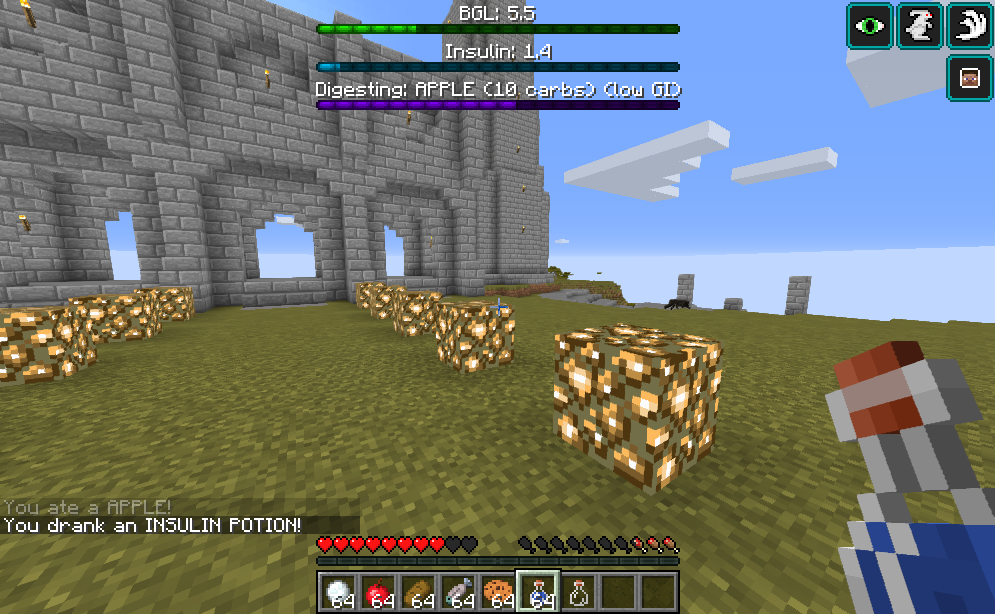 BGL: 5.5
Insulin: 1.4
Digesting: APPLE (10 carbs) (low GI)
You ate a APPLE!
You drank an INSULIN POTION!
64 64 64 64 64 64